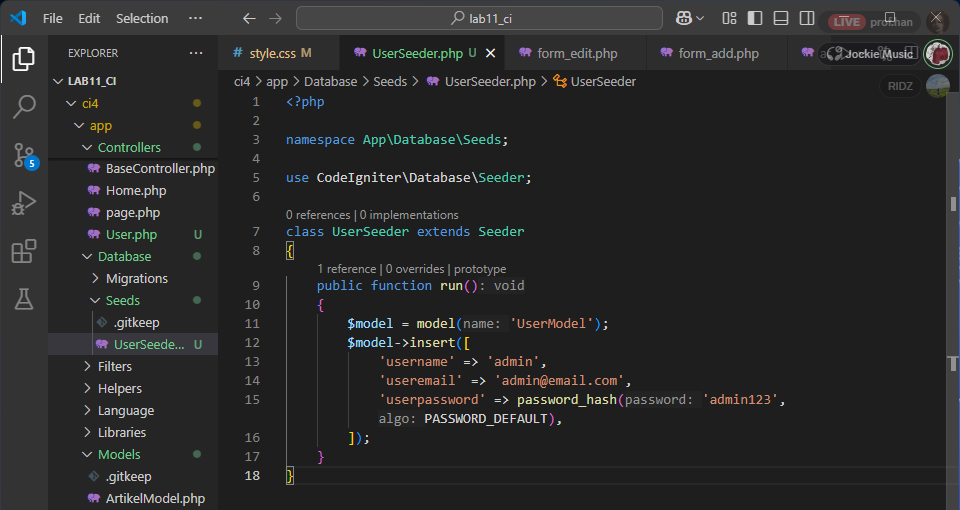 File Edit Selection ··· lab11_ci LIVE prof.han
EXPLORER ···
style.css M UserSeeder.php U form_edit.php form_add.php Jockie Music
LAB11_CI
ci4 > app > Database > Seeds > UserSeeder.php > UserSeeder
RIDZ
ci4
app
Controllers
BaseController.php
Home.php
page.php
User.php U
Database
Migrations
Seeds
.gitkeep
UserSeede... U
Filters
Helpers
Language
Libraries
Models
.gitkeep
ArtikelModel.php
5
1 <?php
2
3 namespace App\Database\Seeds;
4
5 use CodeIgniter\Database\Seeder;
6
0 references | 0 implementations
7 class UserSeeder extends Seeder
8 {
1 reference | 0 overrides | prototype
9 public function run(): void
10 {
11 $model = model(name: 'UserModel');
12 $model->insert([
13 'username' => 'admin',
14 'useremail' => 'admin@email.com',
15 'userpassword' => password_hash(password: 'admin123',
algo: PASSWORD_DEFAULT),
16 ]);
17 }
18 }